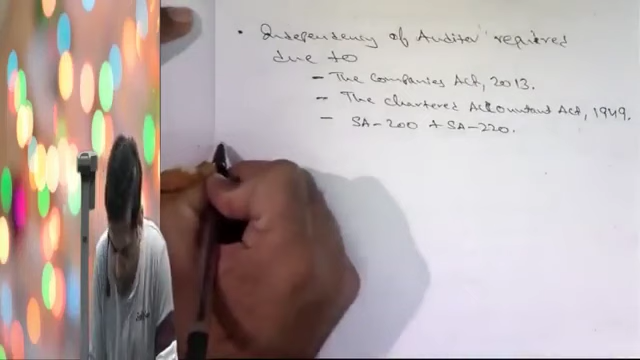 • Independency of Auditor required
due to
– The Companies Act, 2013.
– The Chartered Accountant Act, 1949.
– SA-200 + SA-220.